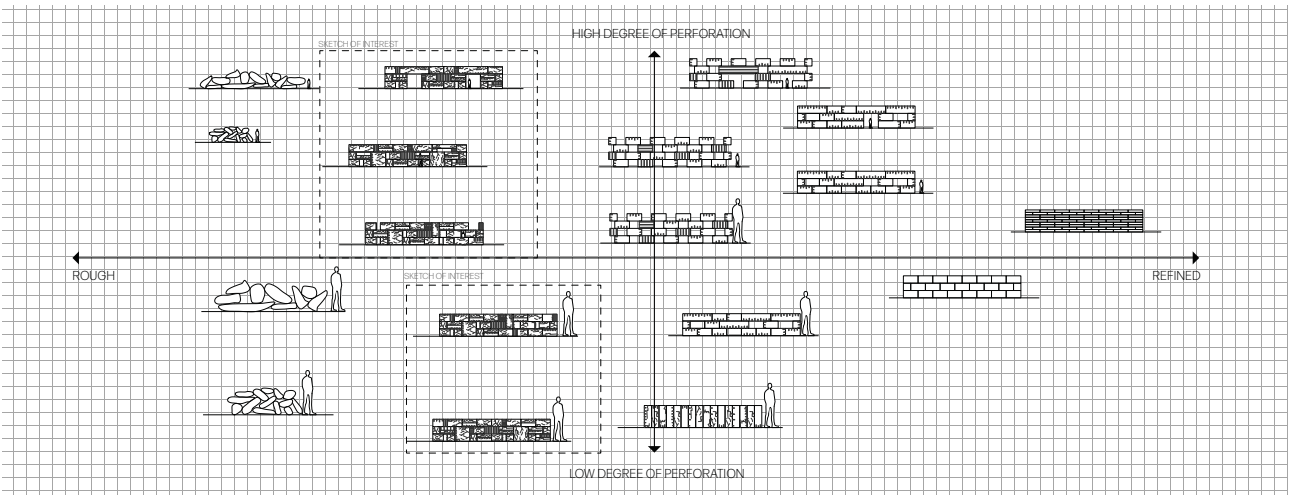 HIGH DEGREE OF PERFORATION
SKETCH OF INTEREST
ROUGH
REFINED
SKETCH OF INTEREST
LOW DEGREE OF PERFORATION